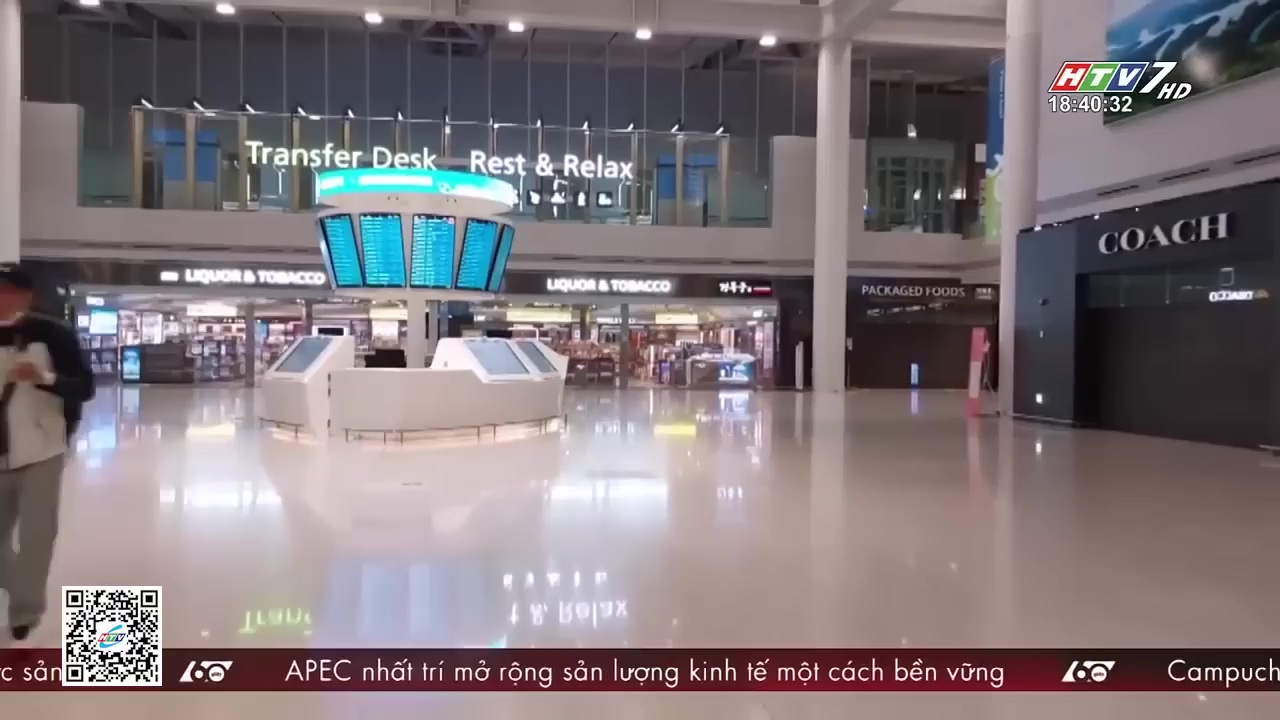 HTV7 HD
18:40:32
Transfer Desk
Rest & Relax
COACH
LIQUOR & TOBACCO
LIQUOR & TOBACCO
PACKAGED FOODS
HTV
APEC nhất trí mở rộng sản lượng kinh tế một cách bền vững
Campuch